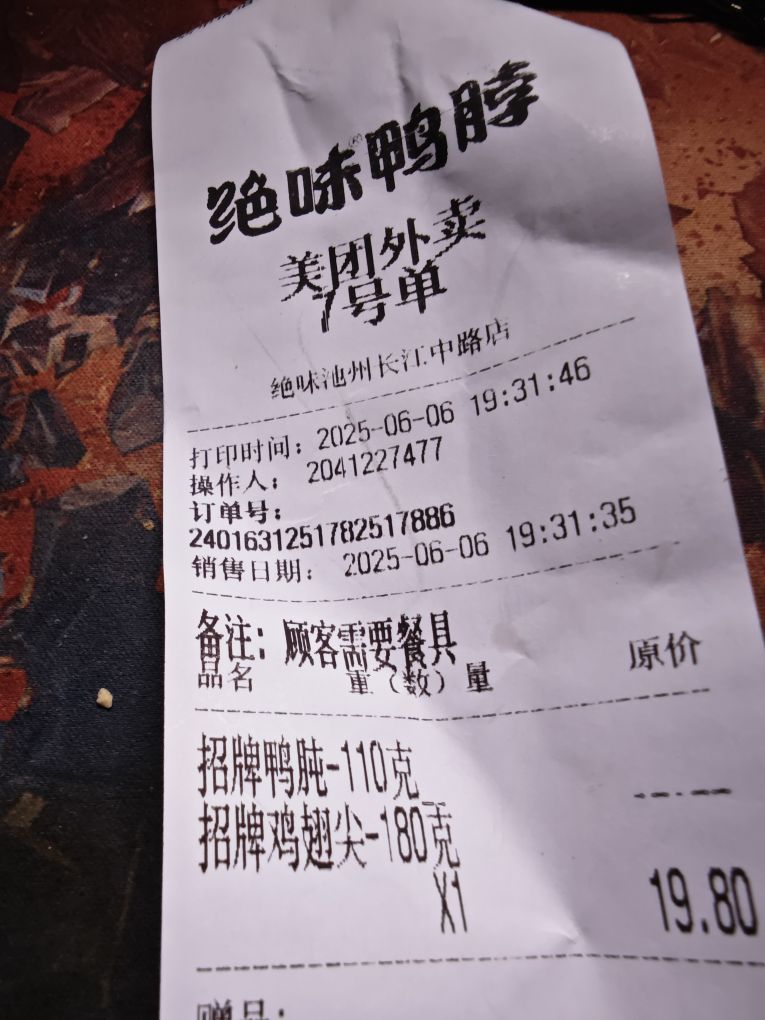 绝味鸭脖
美团外卖
7号单
绝味池州长江中路店
打印时间：2025-06-06 19:31:46
操作人： 2041227477
订单号：
2401631251782517886
销售日期： 2025-06-06 19:31:35
备注：顾客需要餐具
品名 重（数）量 原价
招牌鸭肫-110克
招牌鸡翅尖-180克
X1 19.80
赠品：